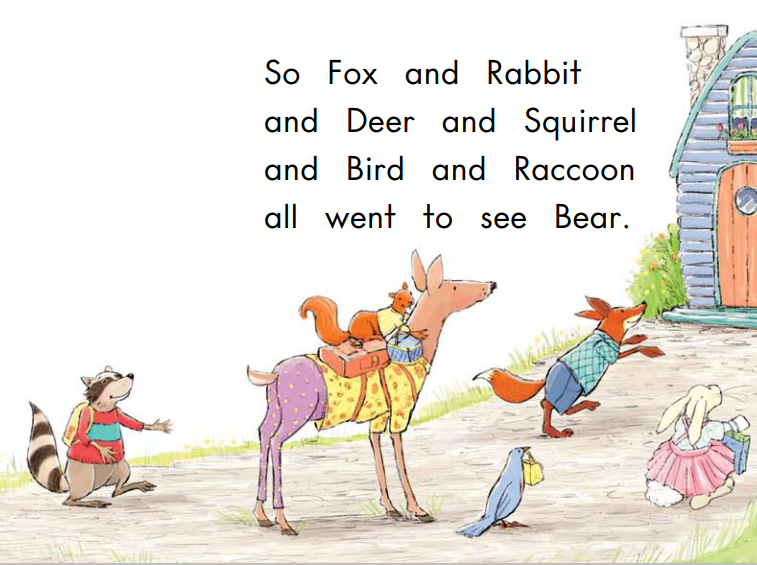 So Fox and Rabbit
and Deer and Squirrel
and Bird and Raccoon
all went to see Bear.